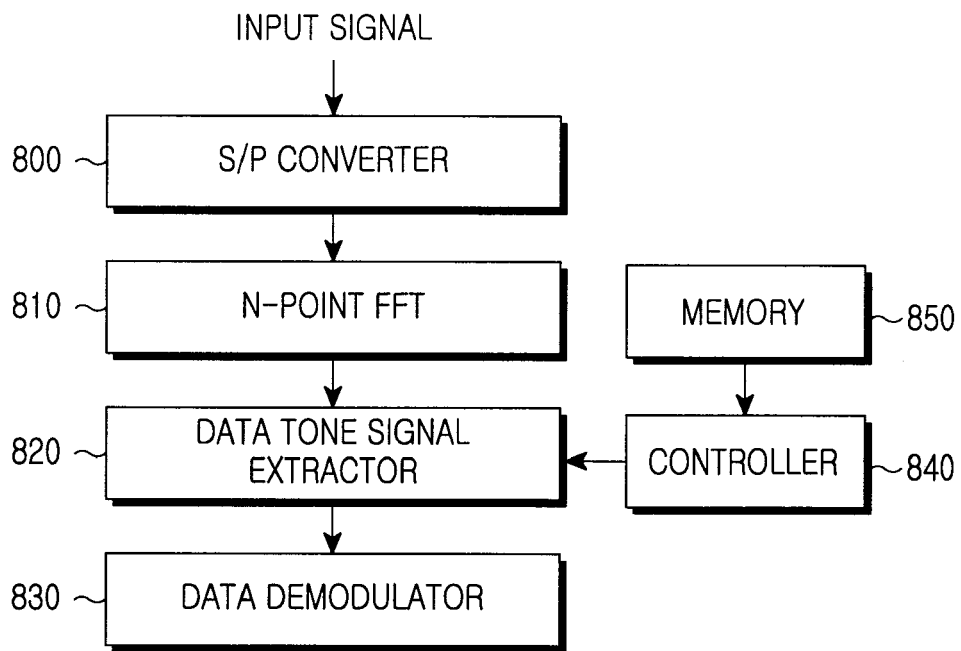 INPUT SIGNAL
800
S/P CONVERTER
810
N-POINT FFT
MEMORY
850
820
DATA TONE SIGNAL
EXTRACTOR
CONTROLLER
840
830
DATA DEMODULATOR